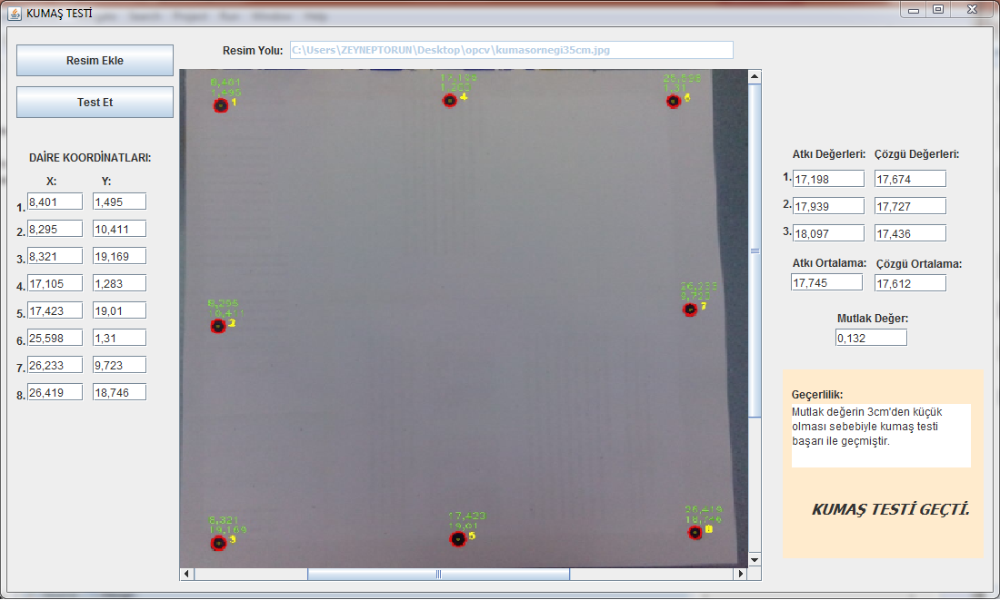 KUMAŞ TESTİ
Resim Ekle
Resim Yolu:
C:\Users\ZEYNEPTORUN\Desktop\opcv\kumasornegi35cm.jpg
Test Et
DAİRE KOORDİNATLARI:
X: Y:
1. 8,401 1,495
2. 8,295 10,411
3. 8,321 19,169
4. 17,105 1,283
5. 17,423 19,01
6. 25,598 1,31
7. 26,233 9,723
8. 26,419 18,746
8,401
1,495
1
17,105
1,283
4
25,598
1,31
6
8,295
10,411
2
26,233
9,723
7
8,321
19,169
3
17,423
19,01
5
26,419
18,746
8
Atkı Değerleri: Çözgü Değerleri:
1. 17,198 17,674
2. 17,939 17,727
3. 18,097 17,436
Atkı Ortalama: Çözgü Ortalama:
17,745 17,612
Mutlak Değer:
0,132
Geçerlilik:
Mutlak değerin 3cm'den küçük
olması sebebiyle kumaş testi
başarı ile geçmiştir.
KUMAŞ TESTİ GEÇTİ.